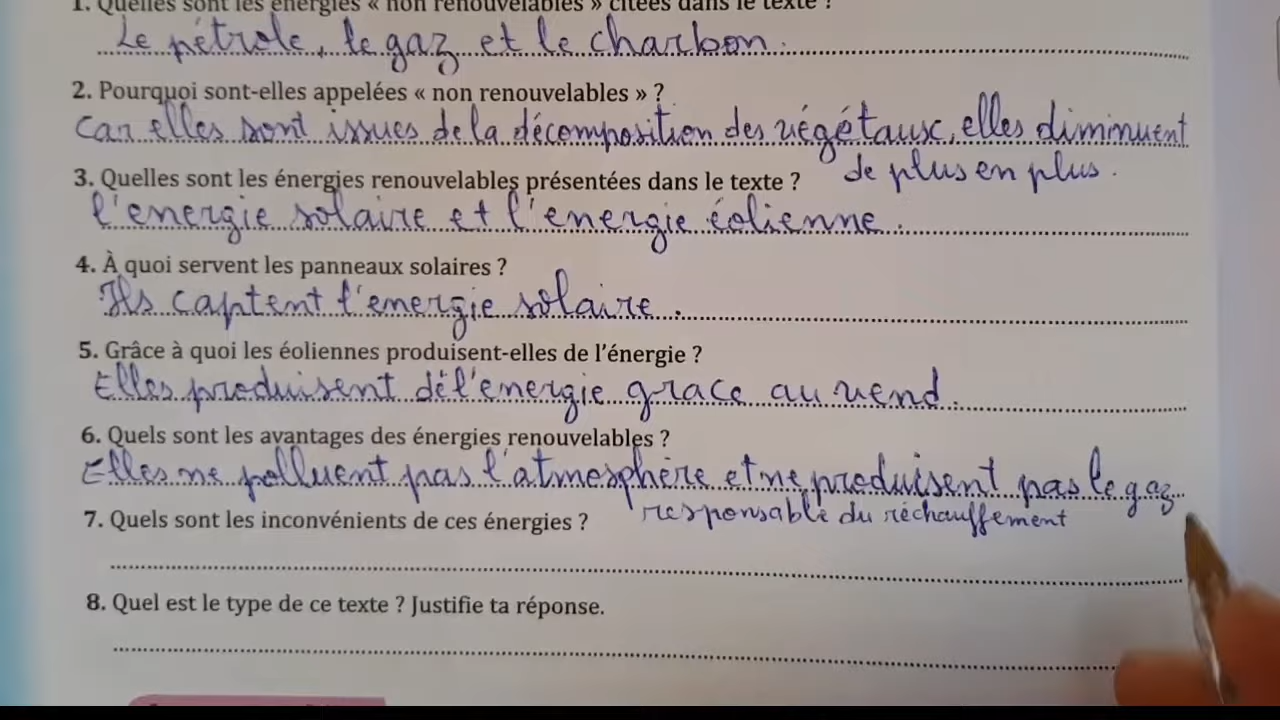 1. Quelles sont les énergies « non renouvelables » citées dans le texte ?
Le pétrole, le gaz et le charbon.
2. Pourquoi sont-elles appelées « non renouvelables » ?
Car elles sont issues de la décomposition des végétaux, elles diminuent
de plus en plus.
3. Quelles sont les énergies renouvelables présentées dans le texte ?
l'energie solaire et l'energie éolienne.
4. À quoi servent les panneaux solaires ?
Ils captent l'energie solaire.
5. Grâce à quoi les éoliennes produisent-elles de l'énergie ?
Elles produisent de l'energie grace au vend.
6. Quels sont les avantages des énergies renouvelables ?
Elles ne polluent pas l'atmosphère et ne produisent pas le gaz
responsable du réchauffement
7. Quels sont les inconvénients de ces énergies ?
8. Quel est le type de ce texte ? Justifie ta réponse.